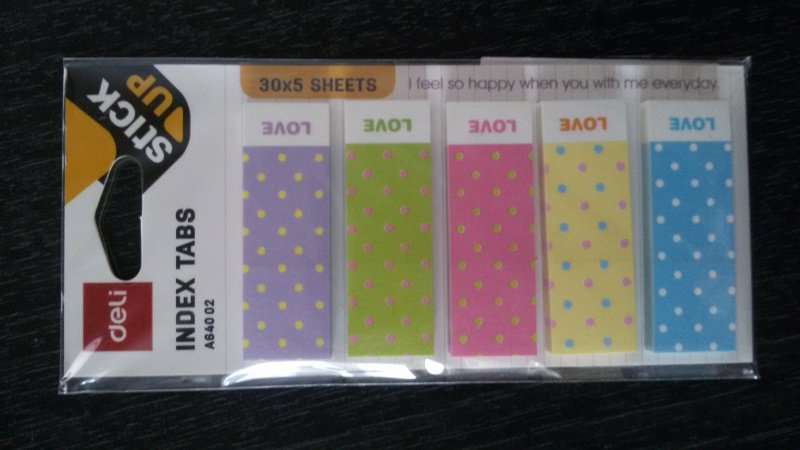 STICK
UP
deli
INDEX TABS
A640 02
30x5 SHEETS
I feel so happy when you with me everyday.
LOVE
LOVE
LOVE
LOVE
LOVE